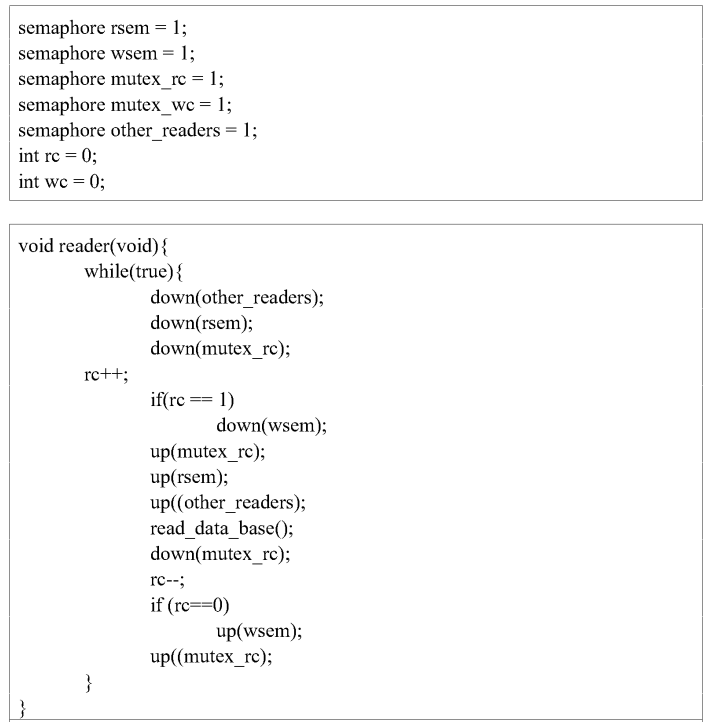 semaphore rsem = 1;
semaphore wsem = 1;
semaphore mutex_rc = 1;
semaphore mutex_wc = 1;
semaphore other_readers = 1;
int rc = 0;
int wc = 0;
void reader(void){
while(true){
down(other_readers);
down(rsem);
down(mutex_rc);
rc++;
if(rc == 1)
down(wsem);
up(mutex_rc);
up(rsem);
up((other_readers);
read_data_base();
down(mutex_rc);
rc--;
if (rc==0)
up(wsem);
up((mutex_rc);
}
}